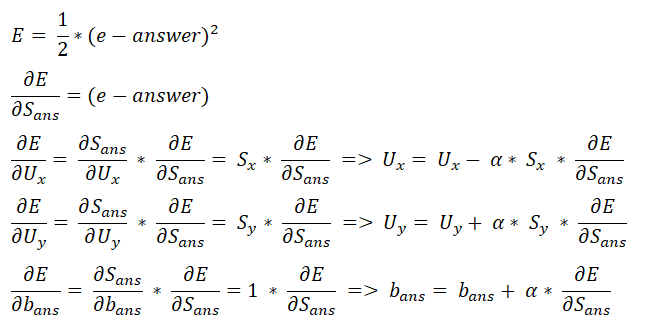 E = 1/2 * (e − answer)²
∂E/∂S_ans = (e − answer)
∂E/∂U_x = ∂S_ans/∂U_x * ∂E/∂S_ans = S_x * ∂E/∂S_ans => U_x = U_x − α * S_x * ∂E/∂S_ans
∂E/∂U_y = ∂S_ans/∂U_y * ∂E/∂S_ans = S_y * ∂E/∂S_ans => U_y = U_y + α * S_y * ∂E/∂S_ans
∂E/∂b_ans = ∂S_ans/∂b_ans * ∂E/∂S_ans = 1 * ∂E/∂S_ans => b_ans = b_ans + α * ∂E/∂S_ans